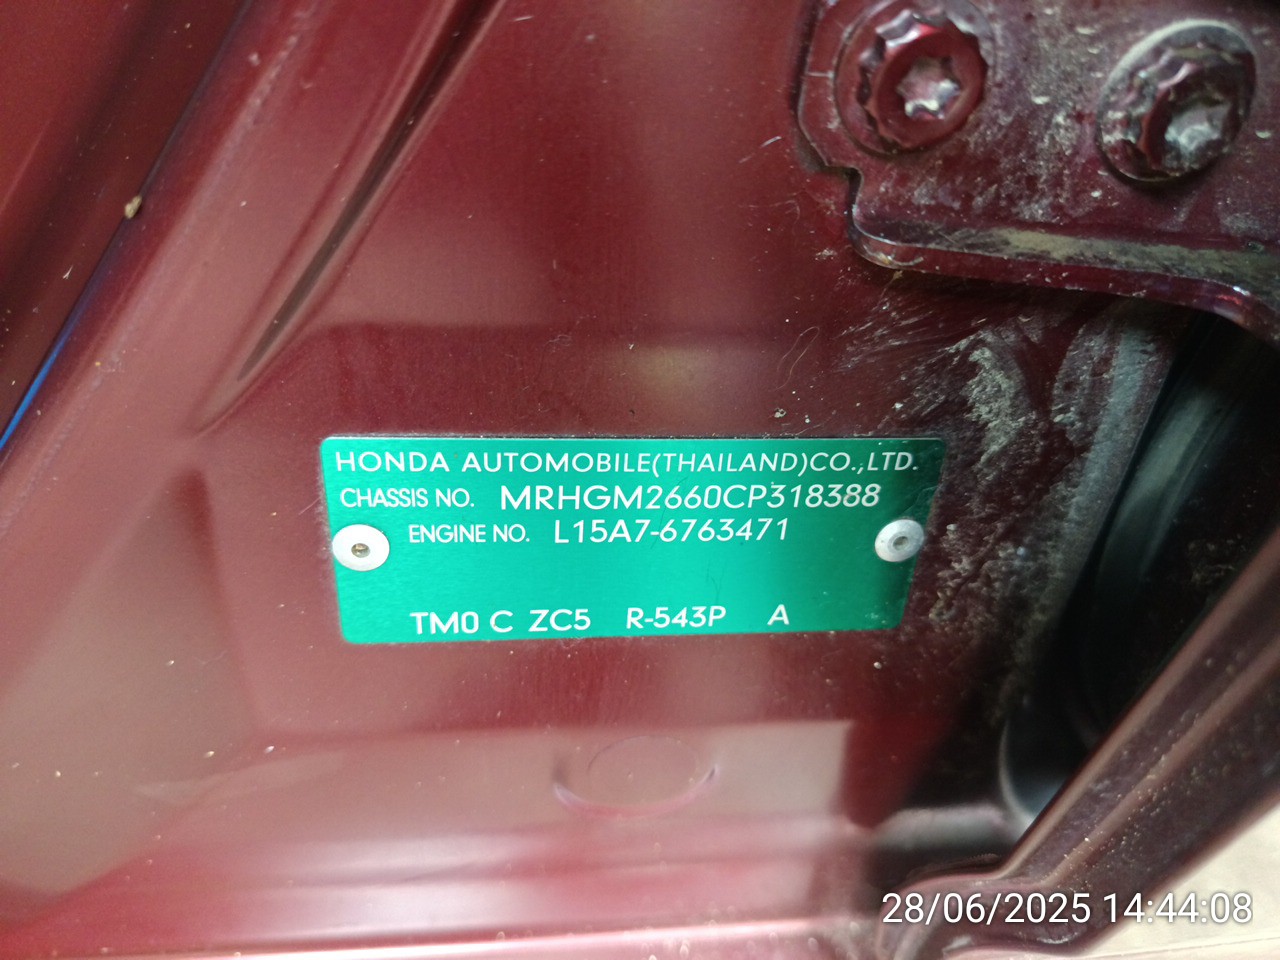 HONDA AUTOMOBILE(THAILAND)CO.,LTD.
CHASSIS NO. MRHGM2660CP318388
ENGINE NO. L15A7-6763471
TM0 C ZC5 R-543P A
28/06/2025 14:44:08